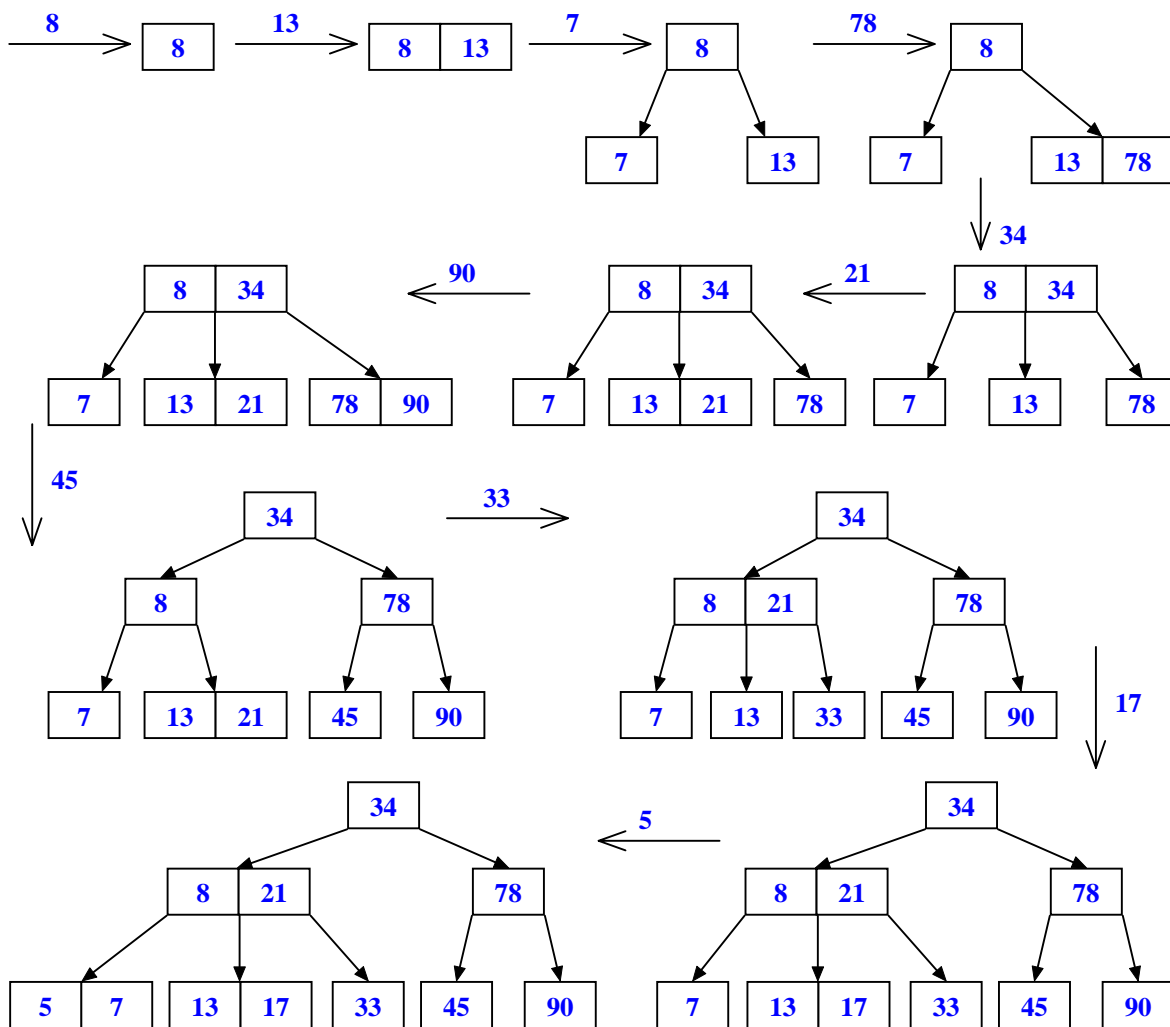 8 13 7 78
8 8 13 8 8
7 13 7 13 78
34
90 21
8 34 8 34 8 34
7 13 21 78 90 7 13 21 78 7 13 78
45
33
34 34
8 78 8 21 78
7 13 21 45 90 7 13 33 45 90
17
34 34
5
8 21 78 8 21 78
5 7 13 17 33 45 90 7 13 17 33 45 90